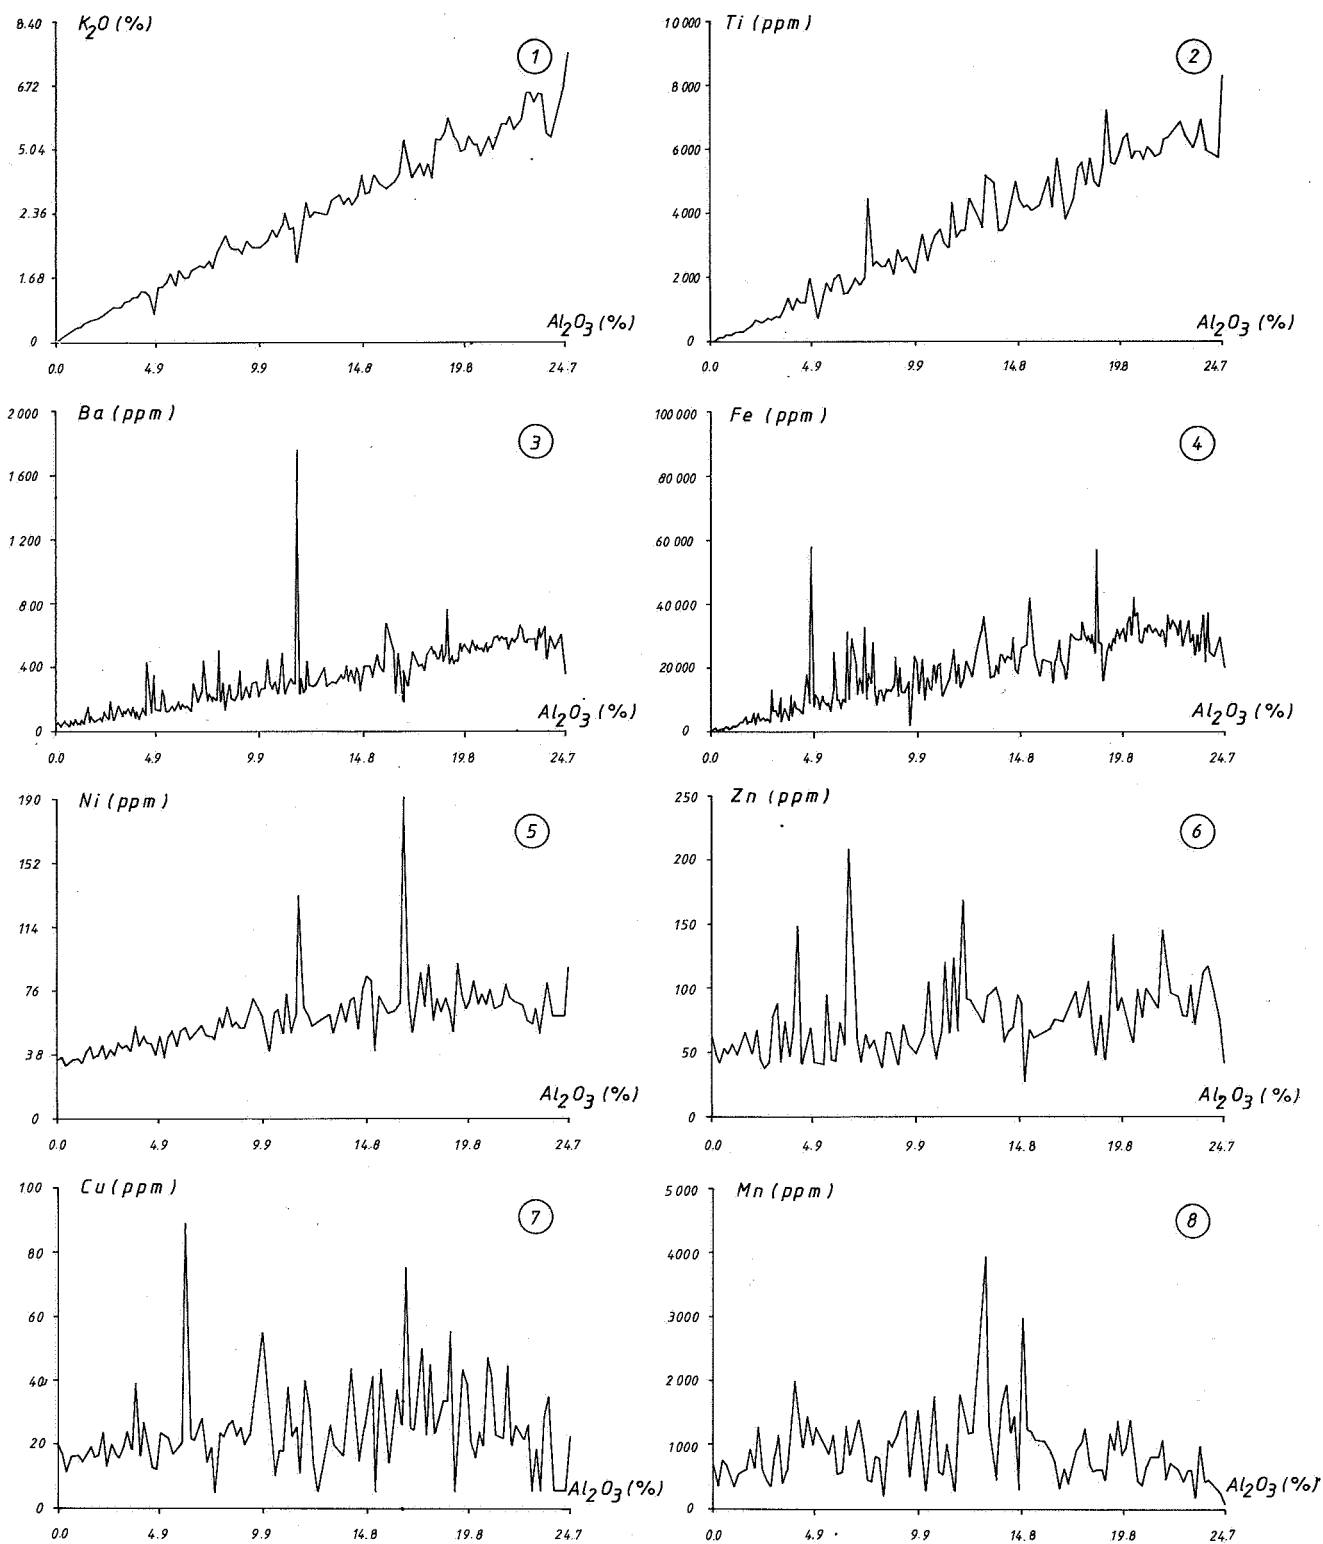 8.40 K₂O (%)
①
6.72
5.04
2.36
1.68
0
Al₂O₃ (%)
0.0 4.9 9.9 14.8 19.8 24.7
10 000 Ti (ppm)
②
8 000
6 000
4 000
2 000
0
Al₂O₃ (%)
0.0 4.9 9.9 14.8 19.8 24.7
2 000 Ba (ppm)
③
1 600
1 200
8 00
4 00
0
Al₂O₃ (%)
0.0 4.9 9.9 14.8 19.8 24.7
100 000 Fe (ppm)
④
80 000
60 000
40 000
20 000
0
Al₂O₃ (%)
0.0 4.9 9.9 14.8 19.8 24.7
190 Ni (ppm)
⑤
152
114
76
38
0
Al₂O₃ (%)
0.0 4.9 9.9 14.8 19.8 24.7
250 Zn (ppm)
⑥
200
150
100
50
0
Al₂O₃ (%)
0.0 4.9 9.9 14.8 19.8 24.7
100 Cu (ppm)
⑦
80
60
40
20
0
Al₂O₃ (%)
0.0 4.9 9.9 14.8 19.8 24.7
5 000 Mn (ppm)
⑧
4000
3000
2 000
1 000
0
Al₂O₃ (%)
0.0 4.9 9.9 14.8 19.8 24.7